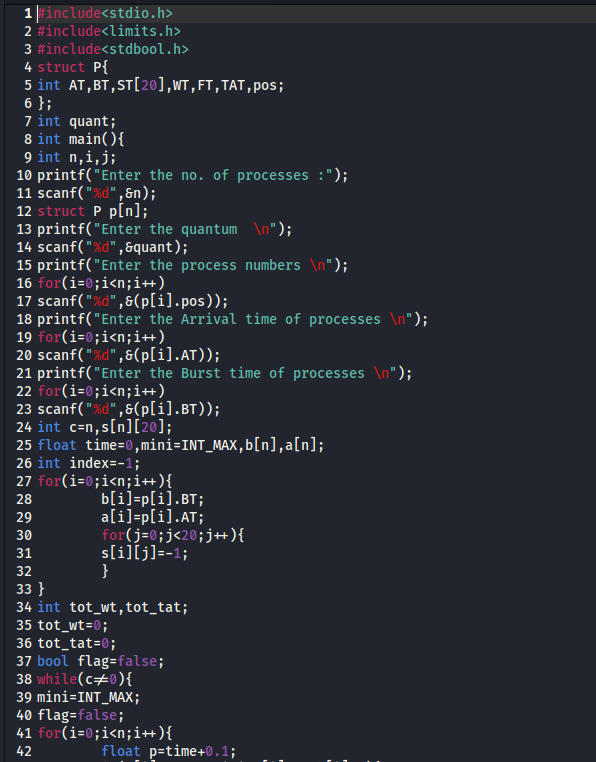 1 #include<stdio.h>
2 #include<limits.h>
3 #include<stdbool.h>
4 struct P{
5 int AT,BT,ST[20],WT,FT,TAT,pos;
6 };
7 int quant;
8 int main(){
9 int n,i,j;
10 printf("Enter the no. of processes :");
11 scanf("%d",&n);
12 struct P p[n];
13 printf("Enter the quantum  \n");
14 scanf("%d",&quant);
15 printf("Enter the process numbers \n");
16 for(i=0;i<n;i++)
17 scanf("%d",&(p[i].pos));
18 printf("Enter the Arrival time of processes \n");
19 for(i=0;i<n;i++)
20 scanf("%d",&(p[i].AT));
21 printf("Enter the Burst time of processes \n");
22 for(i=0;i<n;i++)
23 scanf("%d",&(p[i].BT));
24 int c=n,s[n][20];
25 float time=0,mini=INT_MAX,b[n],a[n];
26 int index=-1;
27 for(i=0;i<n;i++){
28         b[i]=p[i].BT;
29         a[i]=p[i].AT;
30         for(j=0;j<20;j++){
31         s[i][j]=-1;
32         }
33 }
34 int tot_wt,tot_tat;
35 tot_wt=0;
36 tot_tat=0;
37 bool flag=false;
38 while(c!=0){
39 mini=INT_MAX;
40 flag=false;
41 for(i=0;i<n;i++){
42         float p=time+0.1;